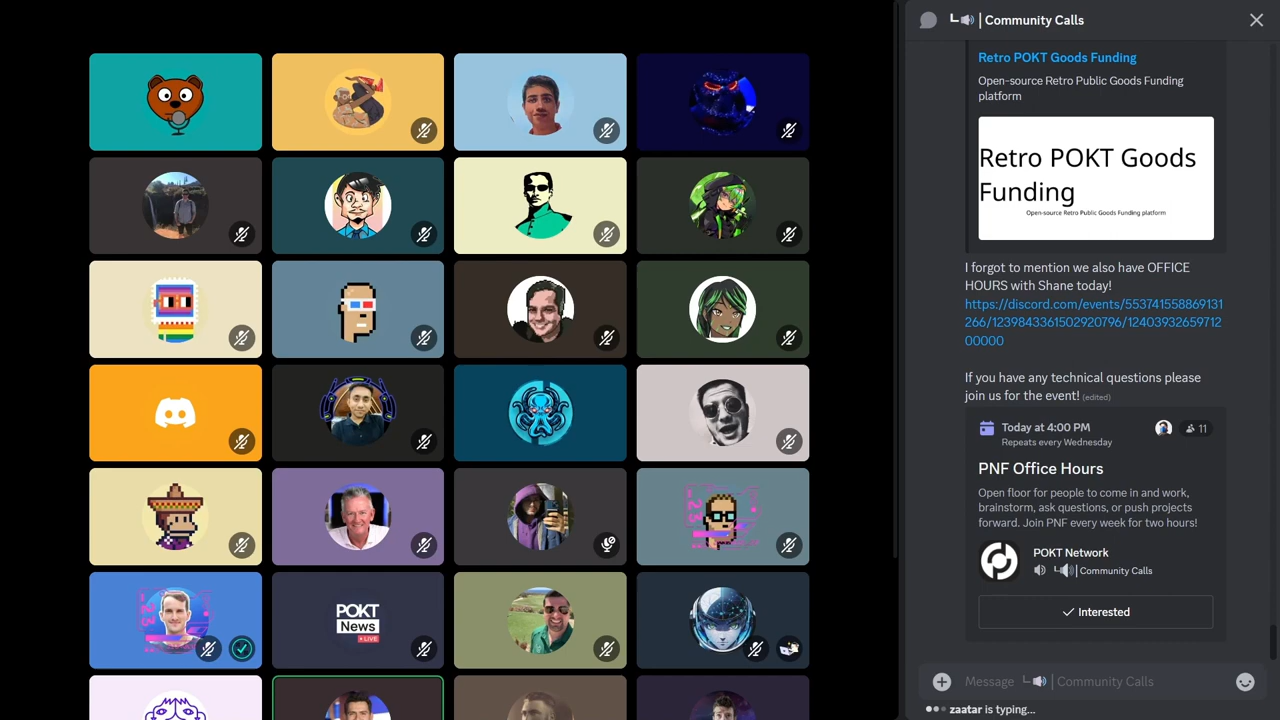 Community Calls
Retro POKT Goods Funding
Open-source Retro Public Goods Funding
platform
Retro POKT Goods
Funding
Open-source Retro Public Goods Funding platform
I forgot to mention we also have OFFICE
HOURS with Shane today!
https://discord.com/events/553741558869131
266/1239843361502920796/12403932659712
00000
If you have any technical questions please
join us for the event! (edited)
Today at 4:00 PM
11
Repeats every Wednesday
PNF Office Hours
Open floor for people to come in and work,
brainstorm, ask questions, or push projects
forward. Join PNF every week for two hours!
POKT Network
Community Calls
Interested
Message Community Calls
zaatar is typing...
POKT
News
LIVE